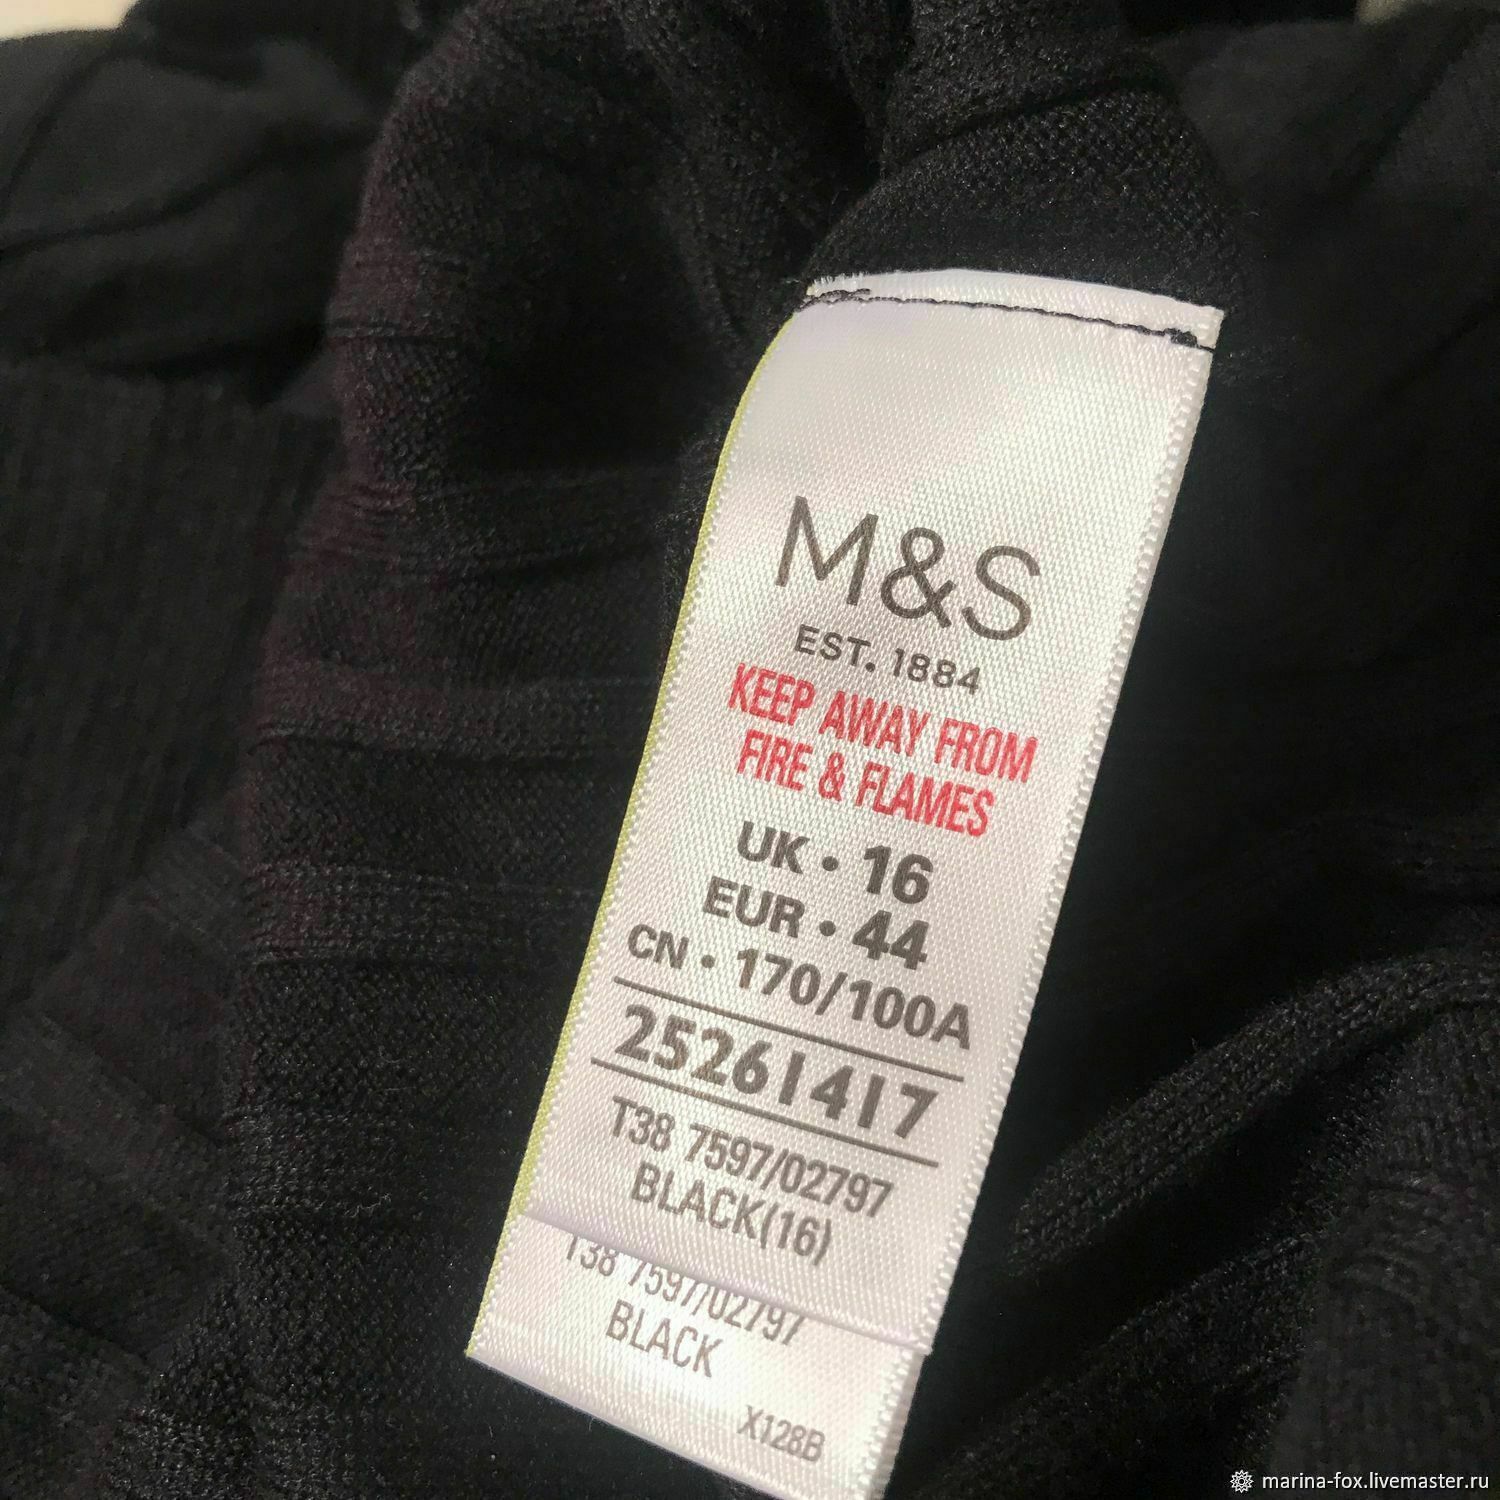 M&S
EST. 1884
KEEP AWAY FROM
FIRE & FLAMES
UK • 16
EUR • 44
CN • 170/100A
25261417
T38 7597/02797
BLACK(16)
T38 7597/02797
BLACK
X128B
marina-fox.livemaster.ru